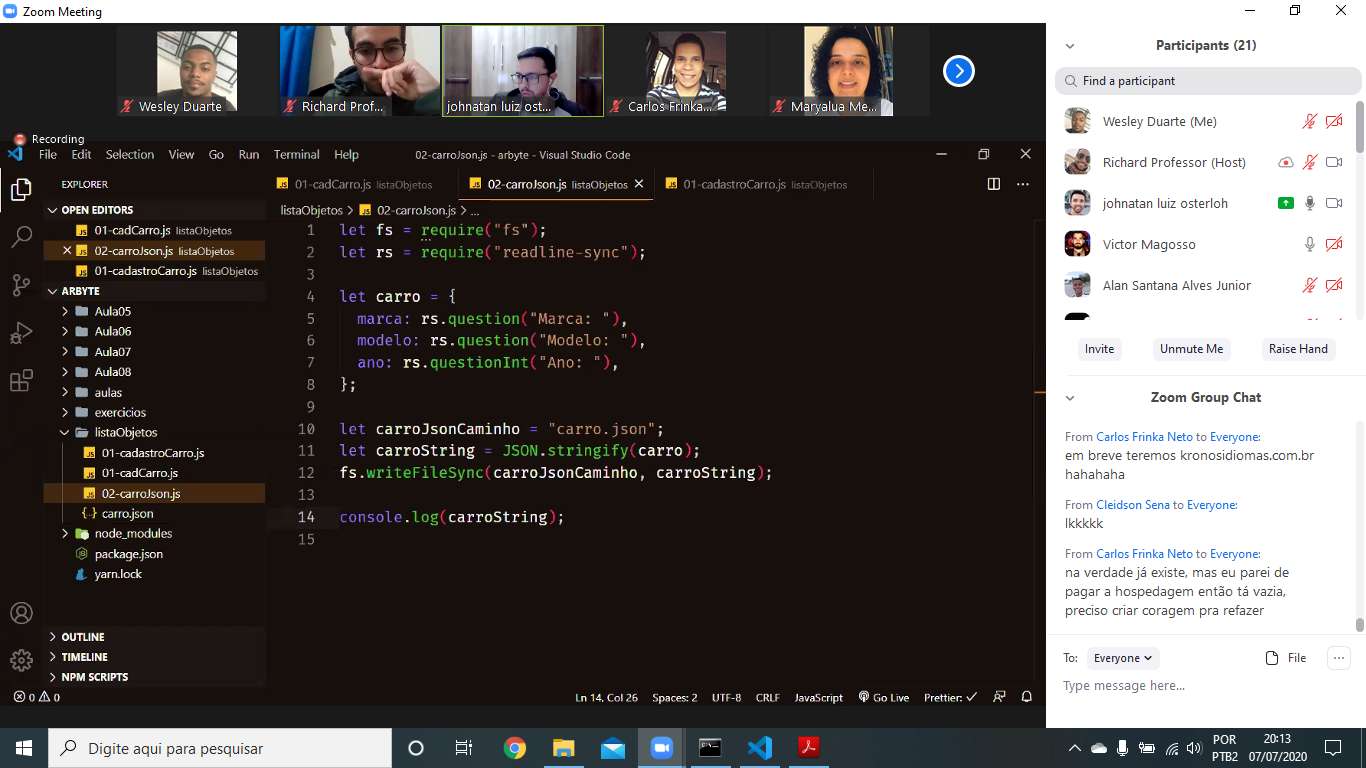 Zoom Meeting
Wesley Duarte
Richard Prof...
johnatan luiz ost...
Carlos Frinka...
Maryalua Me...
Recording
File Edit Selection View Go Run Terminal Help
02-carroJson.js - arbyte - Visual Studio Code
EXPLORER
OPEN EDITORS
01-cadCarro.js listaObjetos
02-carroJson.js listaObjetos
01-cadastroCarro.js listaObjetos
ARBYTE
Aula05
Aula06
Aula07
Aula08
aulas
exercicios
listaObjetos
01-cadastroCarro.js
01-cadCarro.js
02-carroJson.js
{..} carro.json
node_modules
package.json
yarn.lock
OUTLINE
TIMELINE
NPM SCRIPTS
01-cadCarro.js listaObjetos
02-carroJson.js listaObjetos
01-cadastroCarro.js listaObjetos
listaObjetos > JS 02-carroJson.js > ...
1 let fs = require("fs");
2 let rs = require("readline-sync");
3
4 let carro = {
5 marca: rs.question("Marca: "),
6 modelo: rs.question("Modelo: "),
7 ano: rs.questionInt("Ano: "),
8 };
9
10 let carroJsonCaminho = "carro.json";
11 let carroString = JSON.stringify(carro);
12 fs.writeFileSync(carroJsonCaminho, carroString);
13
14 console.log(carroString);
15
0 0
Ln 14, Col 26 Spaces: 2 UTF-8 CRLF JavaScript Go Live Prettier: ✓
Participants (21)
Find a participant
Wesley Duarte (Me)
Richard Professor (Host)
johnatan luiz osterloh
Victor Magosso
Alan Santana Alves Junior
Invite Unmute Me Raise Hand
Zoom Group Chat
From Carlos Frinka Neto to Everyone:
em breve teremos kronosidiomas.com.br
hahahaha
From Cleidson Sena to Everyone:
lkkkkk
From Carlos Frinka Neto to Everyone:
na verdade já existe, mas eu parei de
pagar a hospedagem então tá vazia,
preciso criar coragem pra refazer
To: Everyone File ...
Type message here...
Digite aqui para pesquisar
POR
PTB2
20:13
07/07/2020